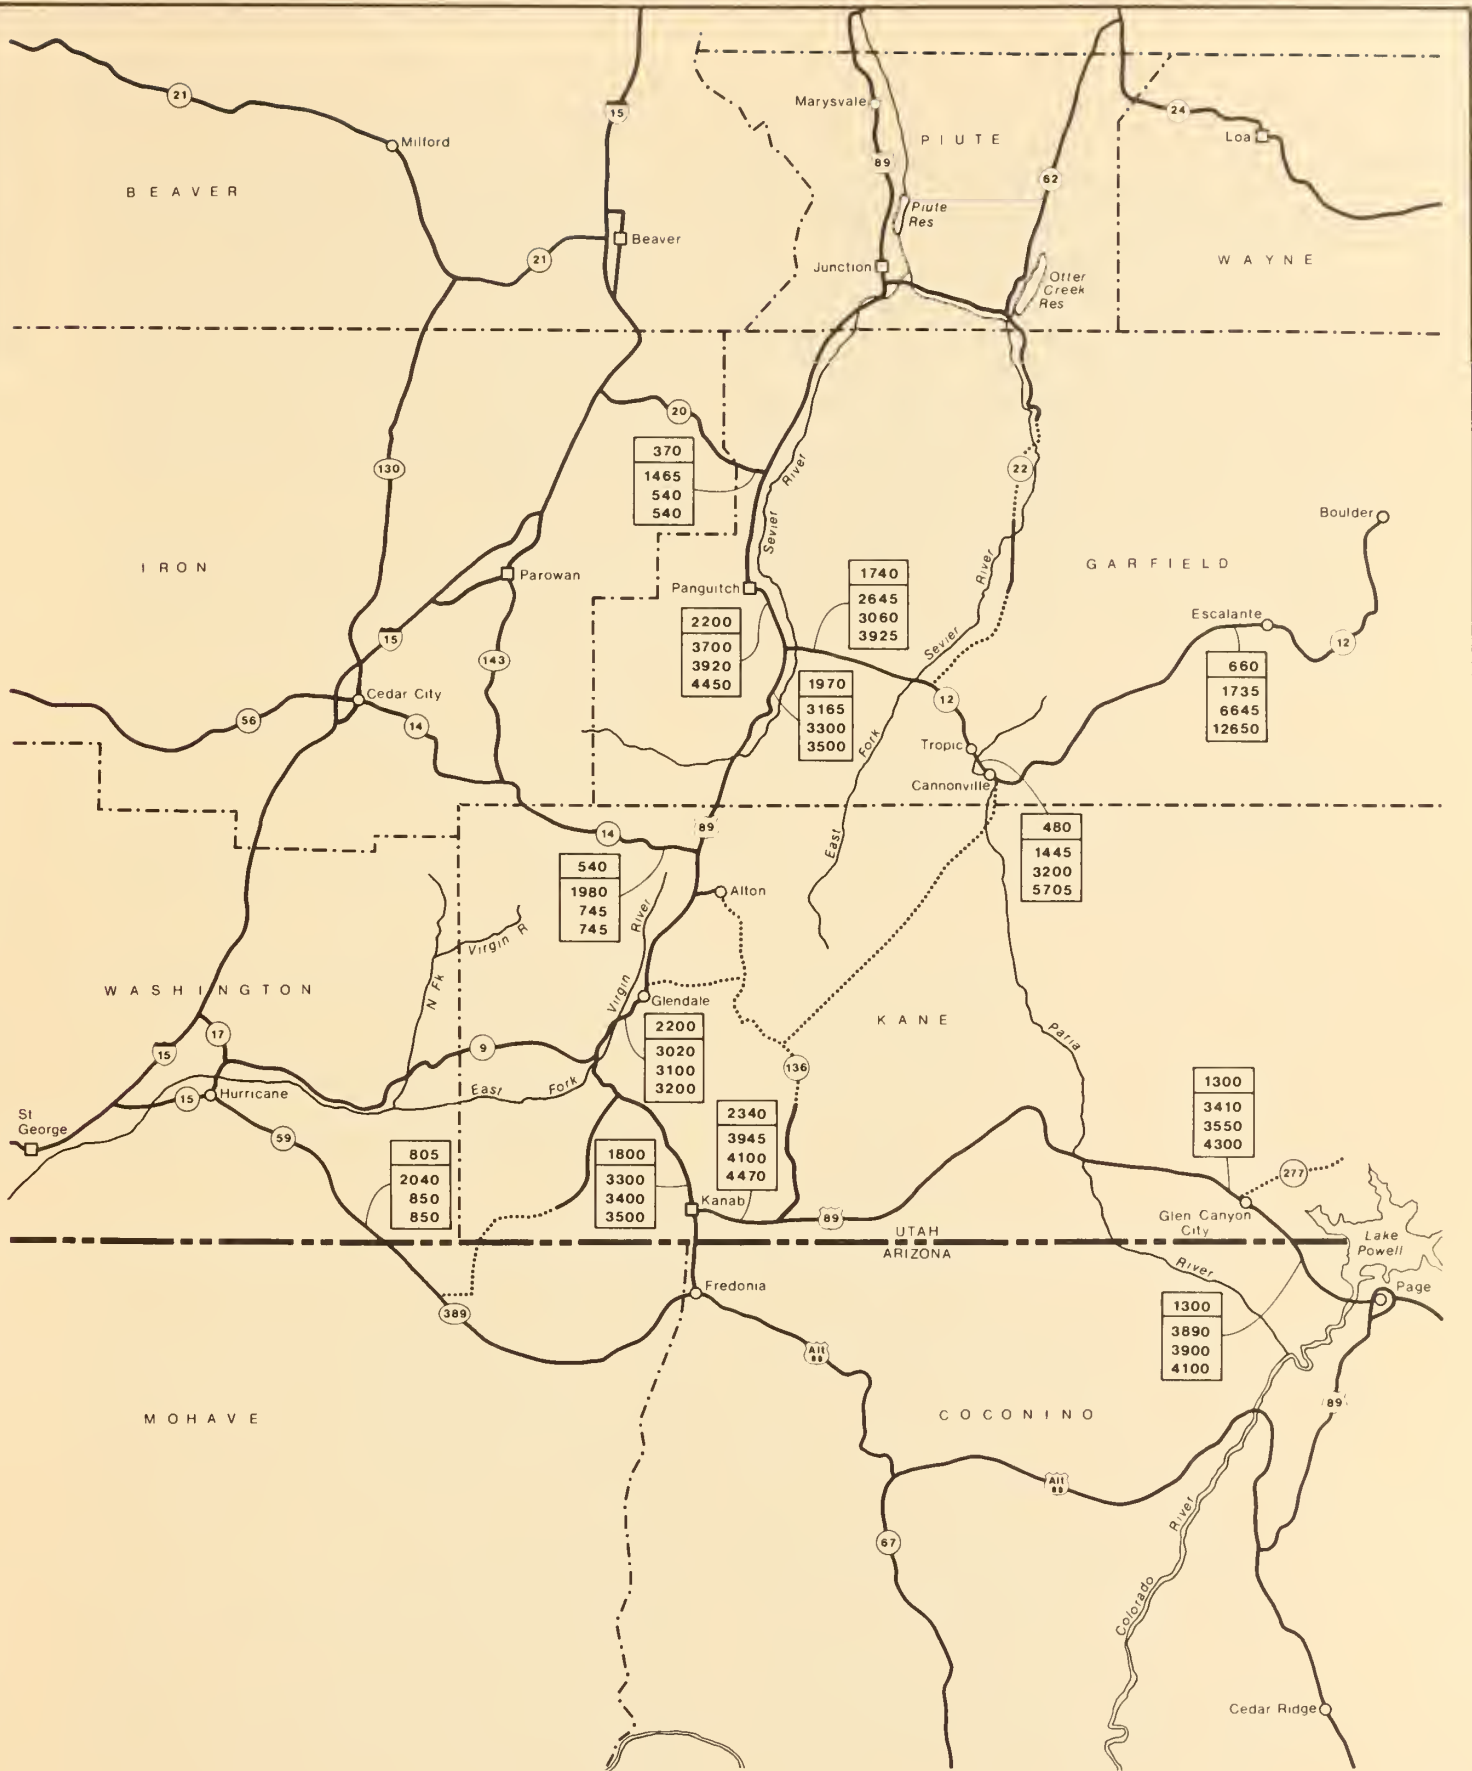 21
15
Marysvale
PIUTE
24
Loa
Milford
89
62
BEAVER
Piute
Res
Beaver
21
Junction
Otter
Creek
Res
WAYNE
20
370
1465
540
540
130
River
22
Sevier
Boulder
IRON
Parowan
Panguitch
1740
2645
3060
3925
River
GARFIELD
Escalante
2200
3700
3920
4450
15
143
Sevier
12
660
1735
6645
12650
1970
3165
3300
3500
Cedar City
56
14
12
Fork
Tropic
Cannonville
14
89
East
480
1445
3200
5705
540
1980
745
745
Alton
River
Virgin R
N Fk
WASHINGTON
Virgin
Glendale
KANE
17
15
9
2200
3020
3100
3200
Paria
136
East
Fork
Hurricane
15
St
George
59
1300
3410
3550
4300
2340
3945
4100
4470
805
2040
850
850
1800
3300
3400
3500
277
Kanab
89
Glen Canyon
City
UTAH
ARIZONA
Lake
Powell
River
Fredonia
Page
389
1300
3890
3900
4100
Alt
89
89
MOHAVE
COCONINO
Alt
89
River
67
Colorado
Cedar Ridge